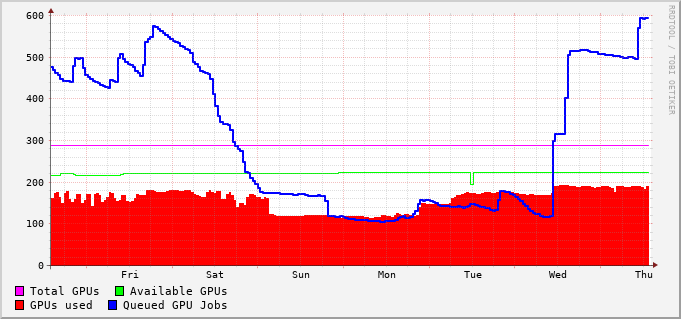 600
500
400
300
200
100
0
Fri Sat Sun Mon Tue Wed Thu
Total GPUs Available GPUs
GPUs used Queued GPU Jobs
RRDTOOL / TOBI OETIKER